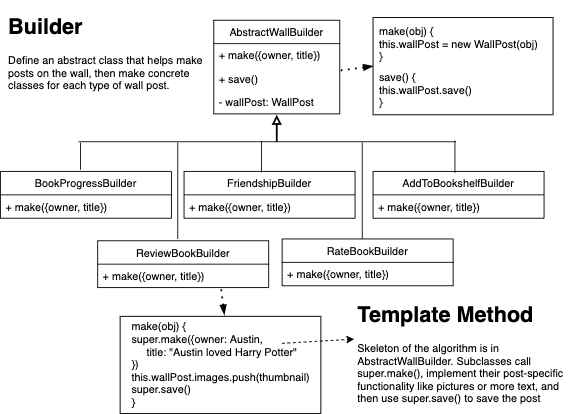 Builder
Define an abstract class that helps make
posts on the wall, then make concrete
classes for each type of wall post.
AbstractWallBuilder
+ make({owner, title})
+ save()
- wallPost: WallPost
make(obj) {
this.wallPost = new WallPost(obj)
}
save() {
this.wallPost.save()
}
BookProgressBuilder
+ make({owner, title})
FriendshipBuilder
+ make({owner, title})
AddToBookshelfBuilder
+ make({owner, title})
ReviewBookBuilder
+ make({owner, title})
RateBookBuilder
+ make({owner, title})
make(obj) {
super.make({owner: Austin,
title: "Austin loved Harry Potter"
})
this.wallPost.images.push(thumbnail)
super.save()
}
Template Method
Skeleton of the algorithm is in
AbstractWallBuilder. Subclasses call
super.make(), implement their post-specific
functionality like pictures or more text, and
then use super.save() to save the post